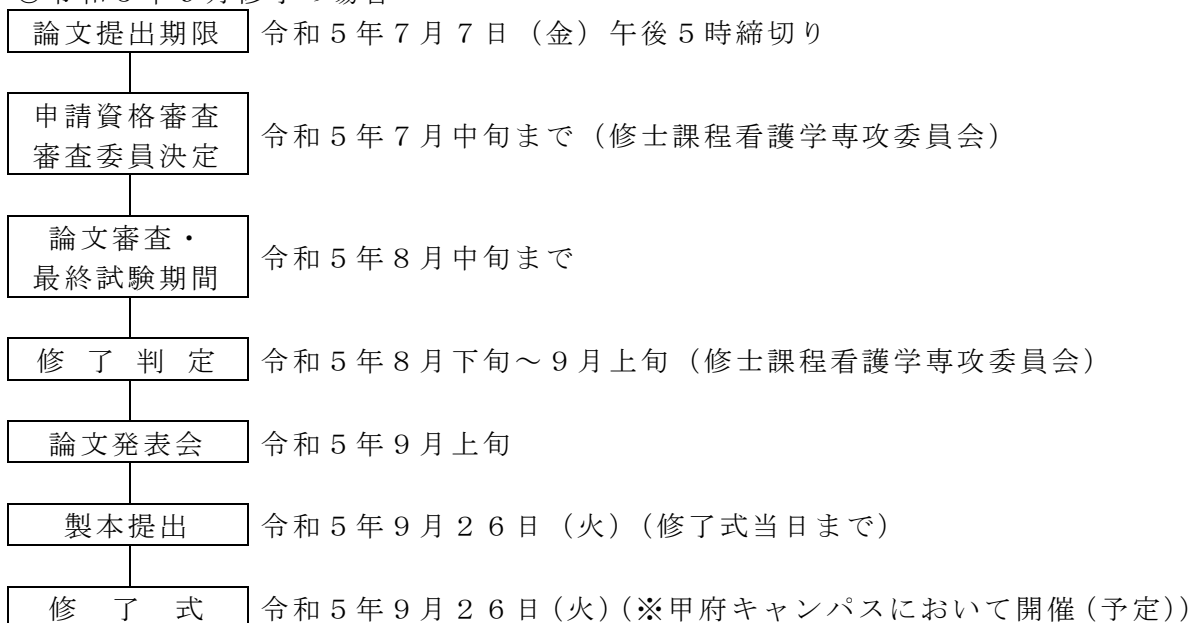 論文提出期限 令和５年７月７日（金）午後５時締切り
申請資格審査
審査委員決定
令和５年７月中旬まで（修士課程看護学専攻委員会）
論文審査・
最終試験期間
令和５年８月中旬まで
修了判定 令和５年８月下旬～９月上旬（修士課程看護学専攻委員会）
論文発表会 令和５年９月上旬
製本提出 令和５年９月２６日（火）（修了式当日まで）
修了式 令和５年９月２６日（火）（※甲府キャンパスにおいて開催（予定））